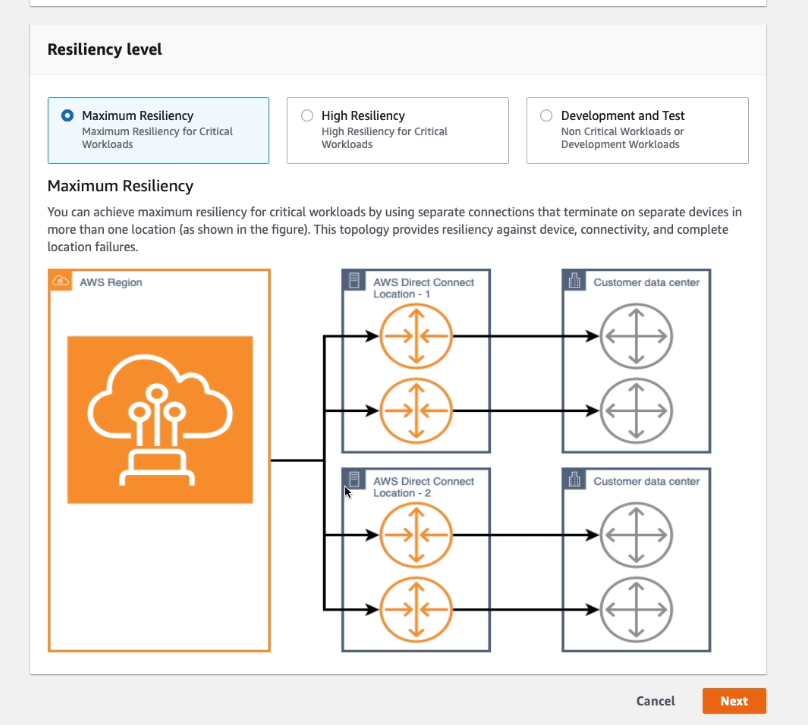 Resiliency level
Maximum Resiliency
Maximum Resiliency for Critical
Workloads
High Resiliency
High Resiliency for Critical
Workloads
Development and Test
Non Critical Workloads or
Development Workloads
Maximum Resiliency
You can achieve maximum resiliency for critical workloads by using separate connections that terminate on separate devices in
more than one location (as shown in the figure). This topology provides resiliency against device, connectivity, and complete
location failures.
AWS Region
AWS Direct Connect
Location - 1
Customer data center
AWS Direct Connect
Location - 2
Customer data center
Cancel
Next